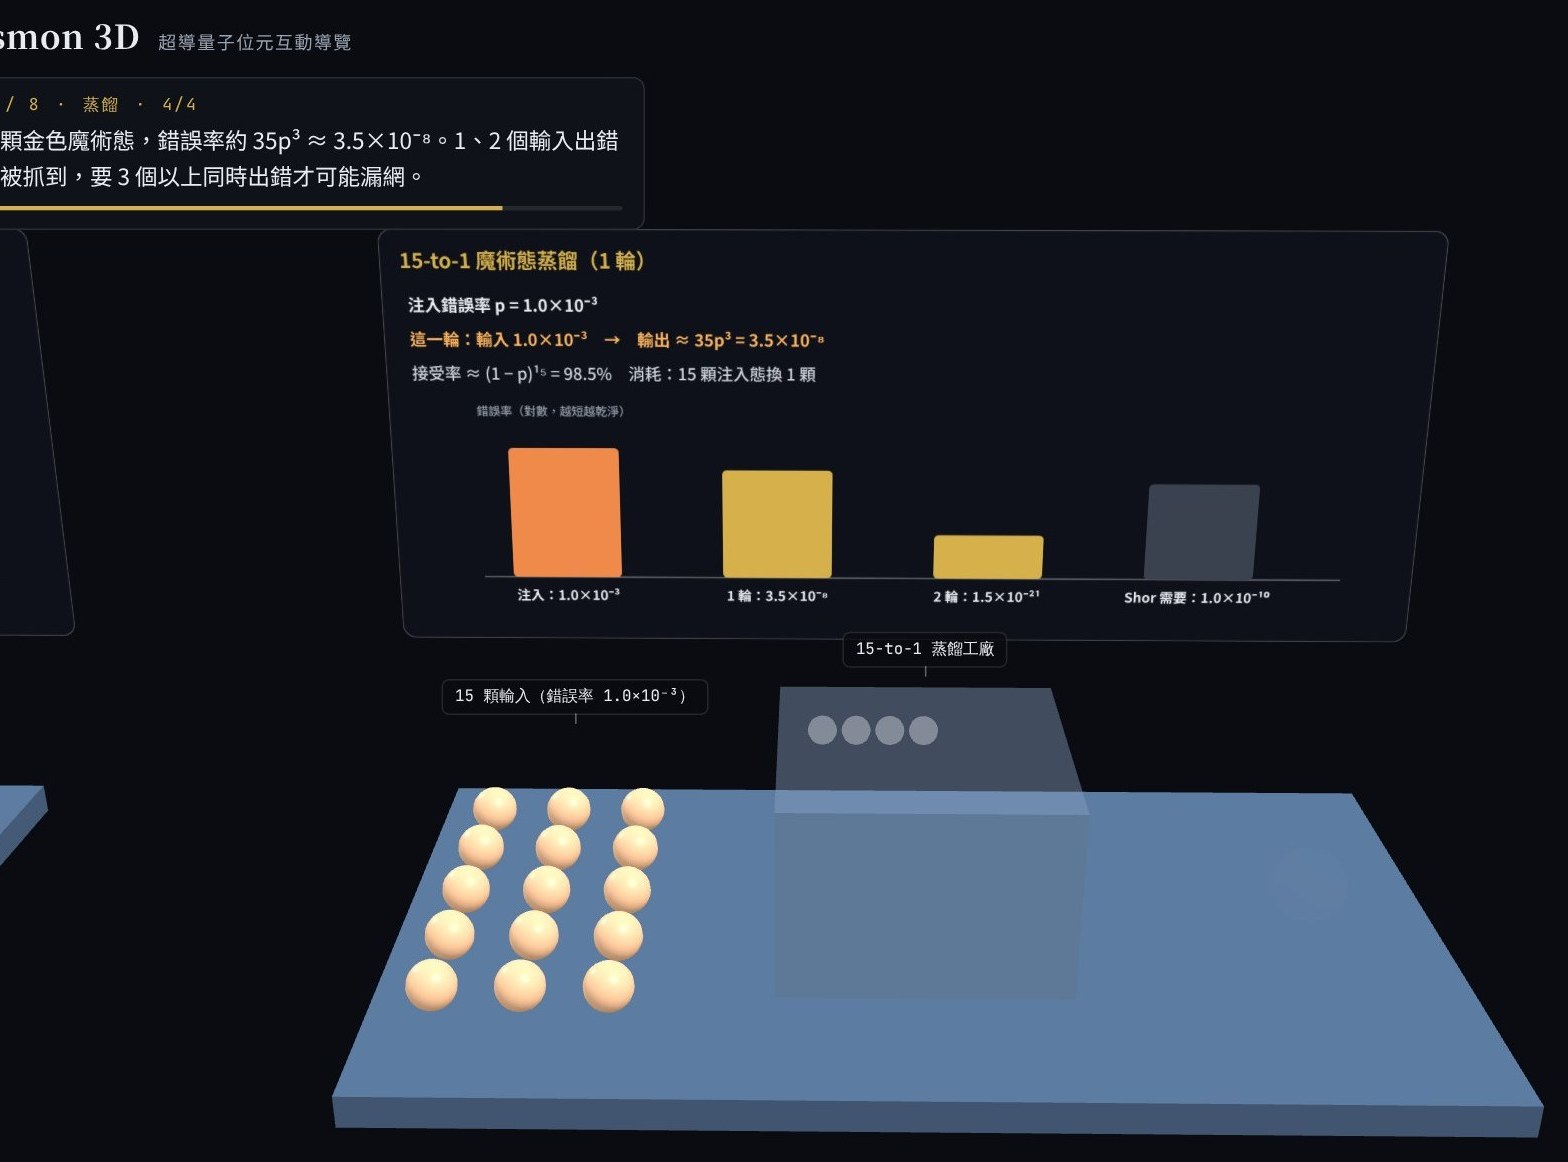 smon 3D 超導量子位元互動導覽
/ 8 · 蒸餾 · 4/4
顆金色魔術態，錯誤率約 35p³ ≈ 3.5×10⁻⁸。1、2 個輸入出錯
被抓到，要 3 個以上同時出錯才可能漏網。
15-to-1 魔術態蒸餾（1 輪）
注入錯誤率 p = 1.0×10⁻³
這一輪：輸入 1.0×10⁻³ → 輸出 ≈ 35p³ = 3.5×10⁻⁸
接受率 ≈ (1 − p)¹⁵ = 98.5% 消耗：15 顆注入態換 1 顆
錯誤率（對數，越短越乾淨）
注入：1.0×10⁻³
1 輪：3.5×10⁻⁸
2 輪：1.5×10⁻²¹
Shor 需要：1.0×10⁻¹⁰
15-to-1 蒸餾工廠
15 顆輸入（錯誤率 1.0×10⁻³）